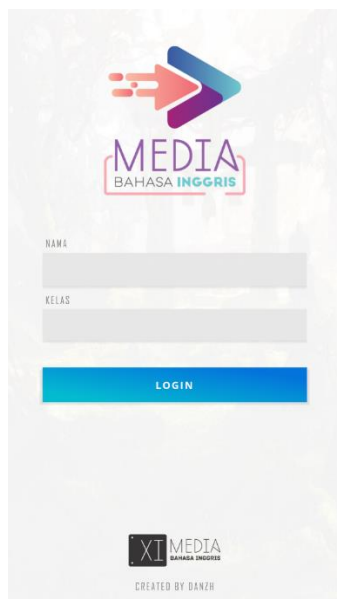 MEDIA
BAHASA INGGRIS
NAMA
KELAS
LOGIN
XI MEDIA
BAHASA INGGRIS
CREATED BY DANZH